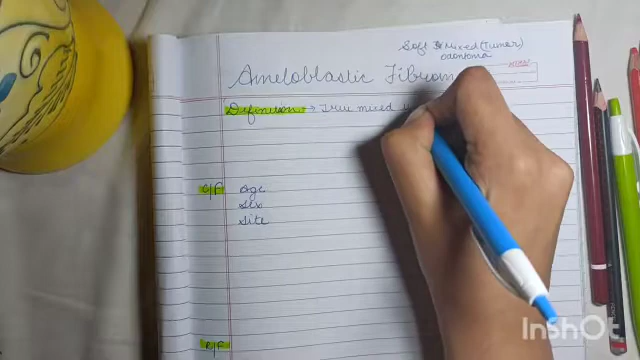 Soft & Mixed (Tumor)
odontoma
Ameloblastic Fibrom
Definition → True mixed
C/F Age
Sex
Site
R/F
InShOt